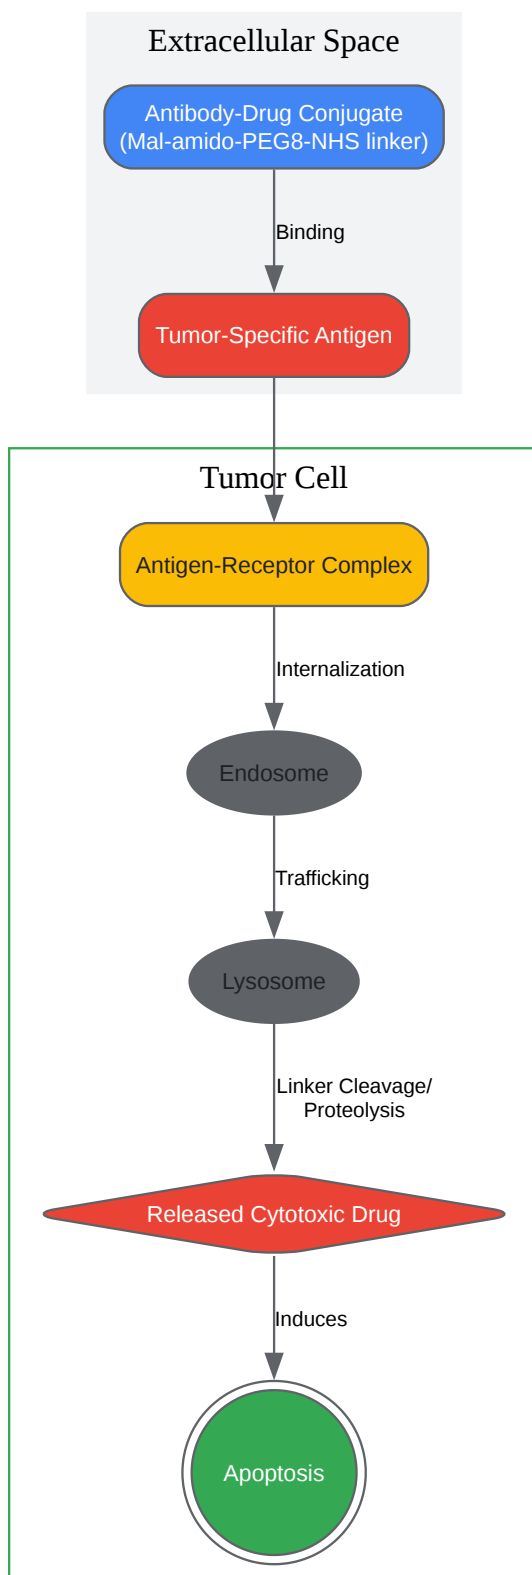 Extracellular Space
Antibody-Drug Conjugate
(Mal-amido-PEG8-NHS linker)
Binding
Tumor-Specific Antigen
Tumor Cell
Antigen-Receptor Complex
Internalization
Endosome
Trafficking
Lysosome
Linker Cleavage/
Proteolysis
Released Cytotoxic Drug
Induces
Apoptosis